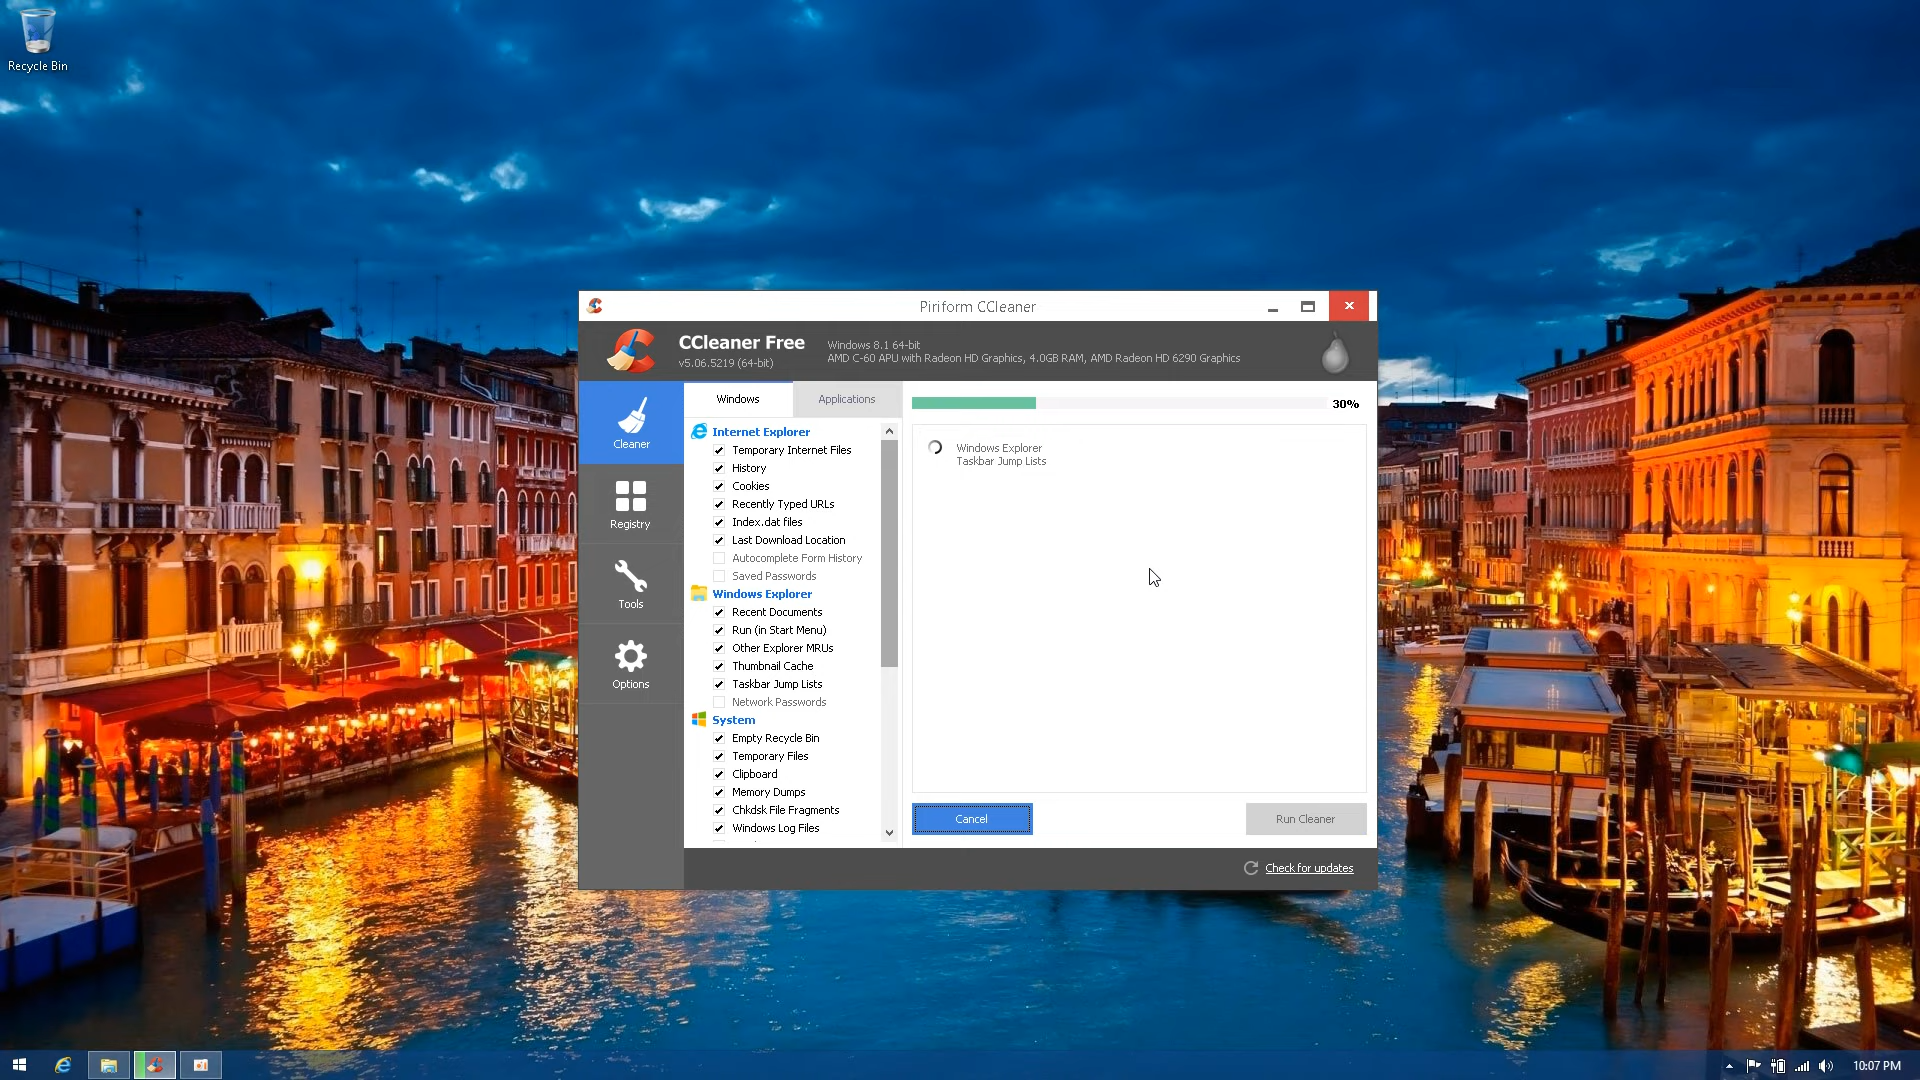 Recycle Bin
Piriform CCleaner
CCleaner Free
v5.06.5219 (64-bit)
Windows 8.1 64-bit
AMD C-60 APU with Radeon HD Graphics, 4.0GB RAM, AMD Radeon HD 6290 Graphics
Cleaner
Registry
Tools
Options
Windows
Applications
Internet Explorer
Temporary Internet Files
History
Cookies
Recently Typed URLs
Index.dat files
Last Download Location
Autocomplete Form History
Saved Passwords
Windows Explorer
Recent Documents
Run (in Start Menu)
Other Explorer MRUs
Thumbnail Cache
Taskbar Jump Lists
Network Passwords
System
Empty Recycle Bin
Temporary Files
Clipboard
Memory Dumps
Chkdsk File Fragments
Windows Log Files
30%
Windows Explorer
Taskbar Jump Lists
Cancel
Run Cleaner
Check for updates
10:07 PM